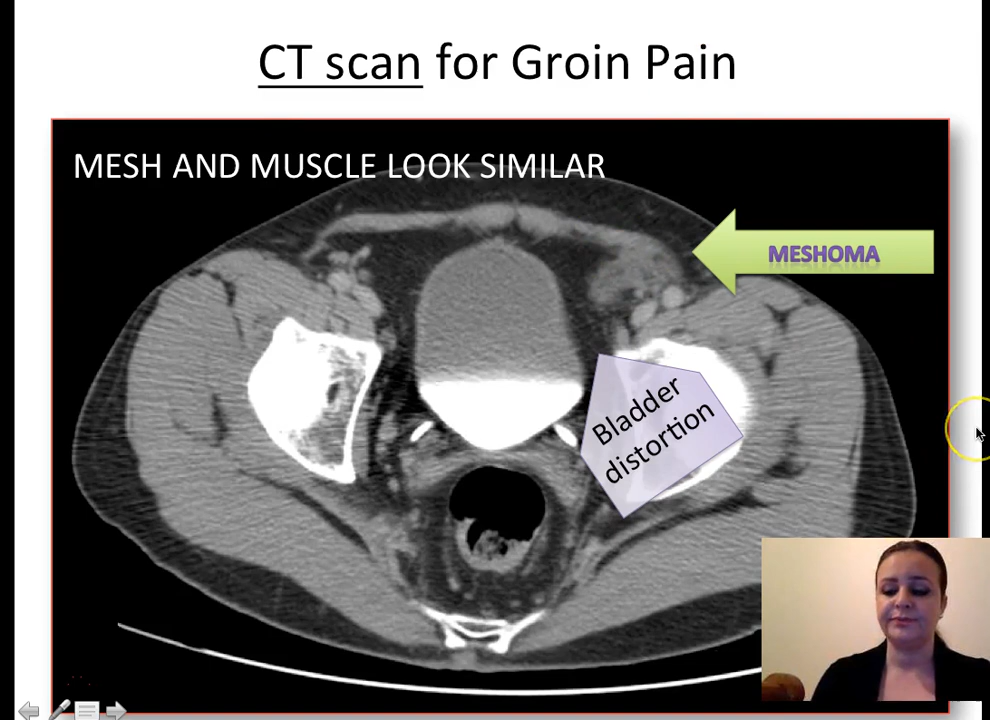 CT scan for Groin Pain
MESH AND MUSCLE LOOK SIMILAR
MESHOMA
Bladder
distortion